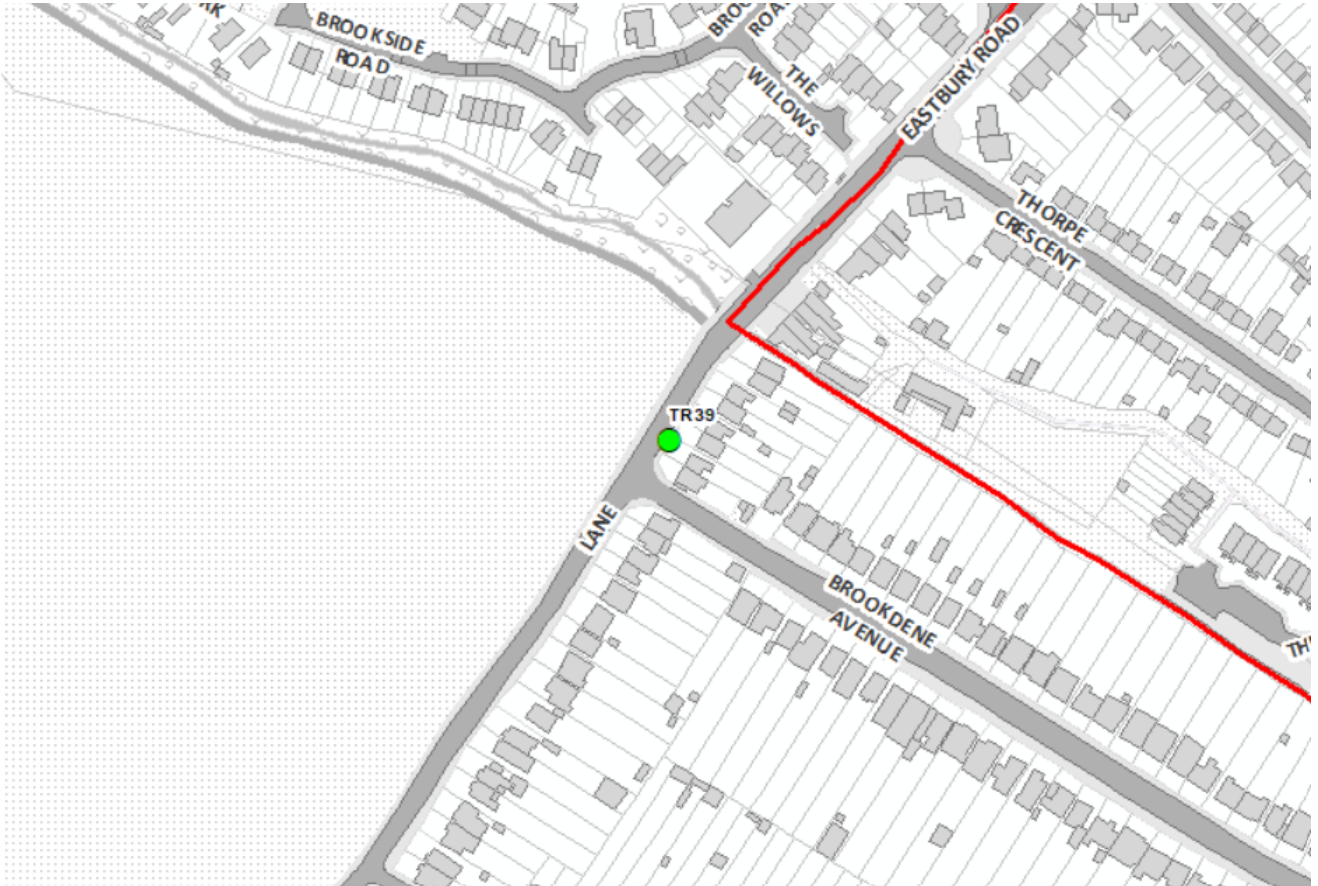 BROOKSIDE
ROAD
THE
WILLOWS
EASTBURY ROAD
THORPE
CRESCENT
TR39
LANE
BROOKDENE
AVENUE